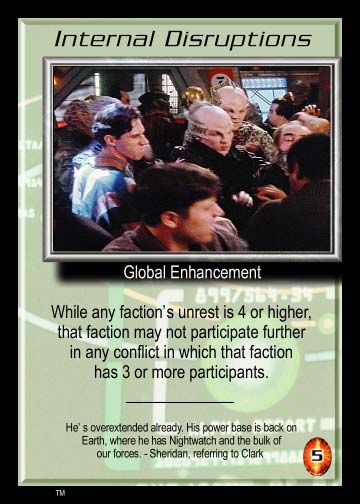 Internal Disruptions
Global Enhancement
While any faction's unrest is 4 or higher,
that faction may not participate further
in any conflict in which that faction
has 3 or more participants.
He' s overextended already. His power base is back on
Earth, where he has Nightwatch and the bulk of
our forces. - Sheridan, referring to Clark
5
TM